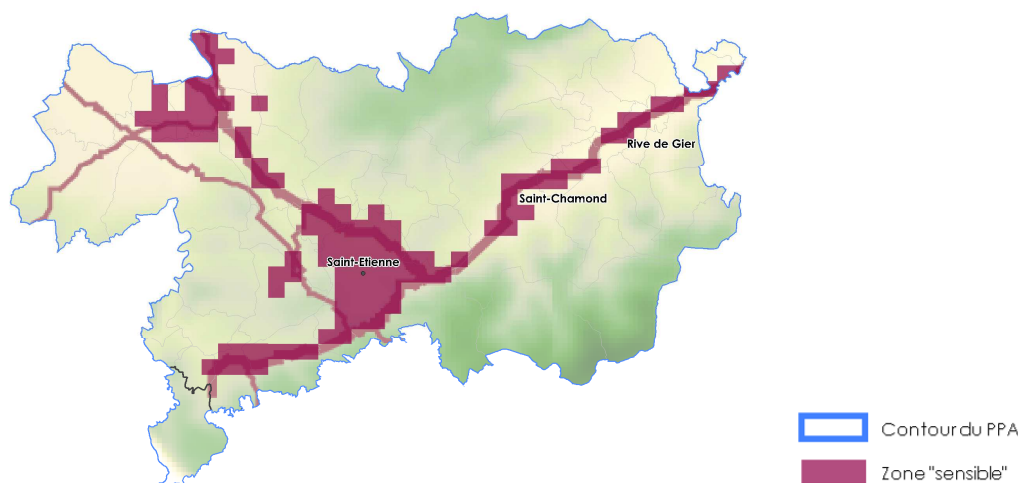 Rive de Gier
Saint-Chamond
Saint-Etienne
Contour du PPA
Zone "sensible"